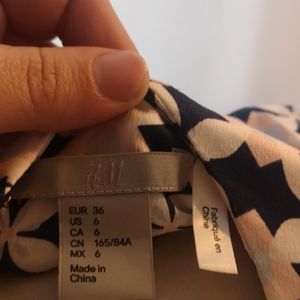 H&M
EUR 36
US 6
CA 6
CN 165/84A
MX 6
Made in
China
Fabriqué en
Chine